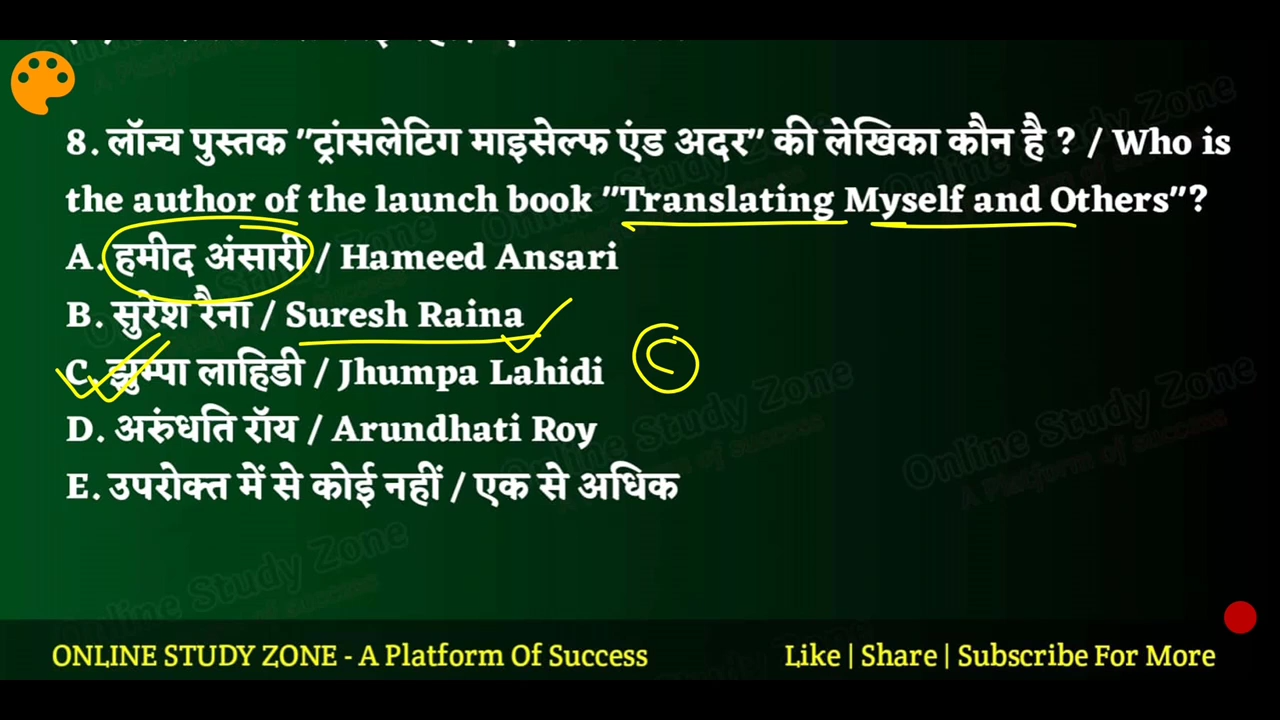 8. लॉन्च पुस्तक "ट्रांसलेटिग माइसेल्फ एंड अदर" की लेखिका कौन है ? / Who is
the author of the launch book "Translating Myself and Others"?
A. हमीद अंसारी / Hameed Ansari
B. सुरेश रैना / Suresh Raina
C. झुम्पा लाहिडी / Jhumpa Lahidi
D. अरुंधति रॉय / Arundhati Roy
E. उपरोक्त में से कोई नहीं / एक से अधिक
ONLINE STUDY ZONE - A Platform Of Success
Like | Share | Subscribe For More